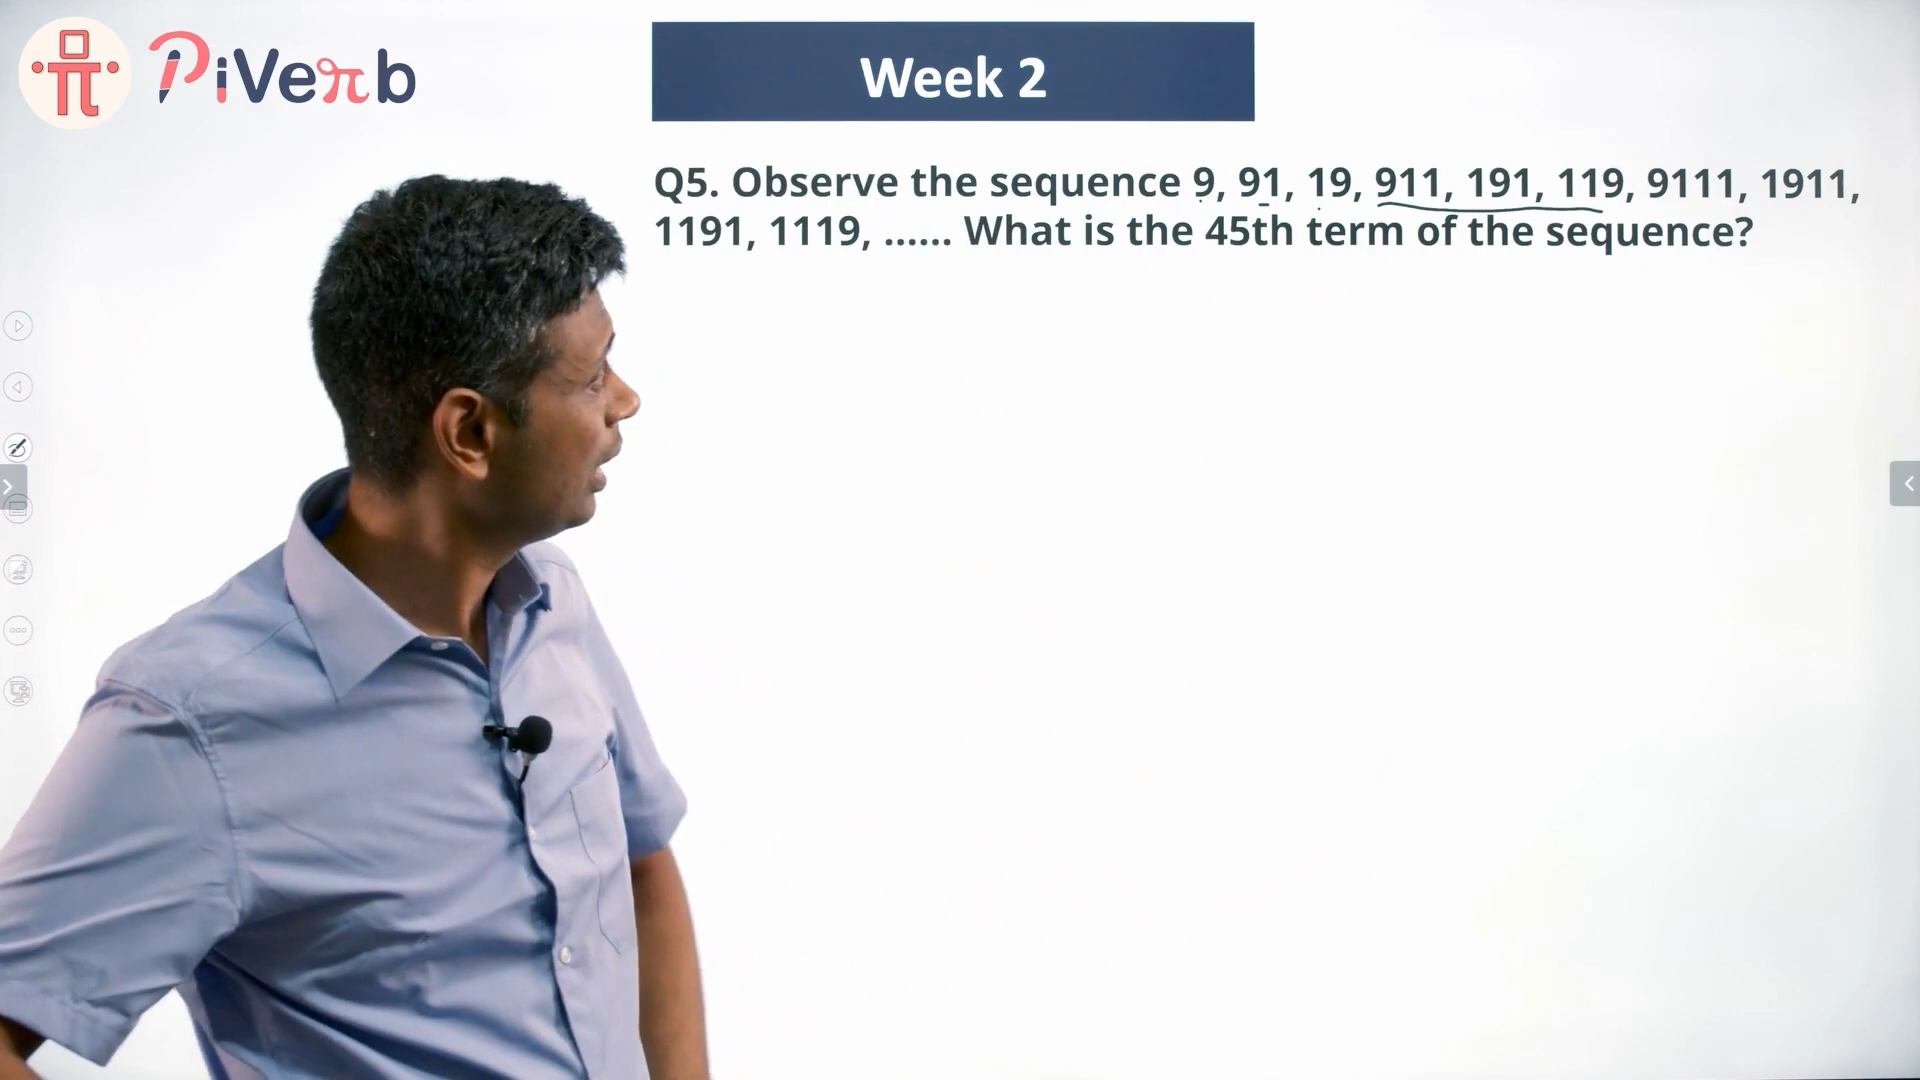 PiVerb
Week 2
Q5. Observe the sequence 9, 91, 19, 911, 191, 119, 9111, 1911,
1191, 1119, ...... What is the 45th term of the sequence?